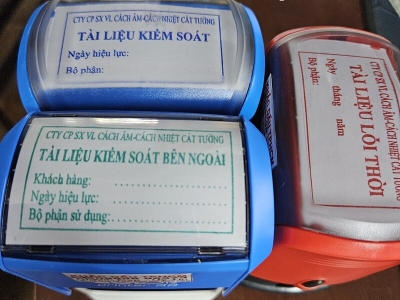 CTY CP SX VL CÁCH ÂM-CÁCH NHIỆT CÁT TƯỜNG
TÀI LIỆU KIỂM SOÁT
Ngày hiệu lực:
Bộ phận:
CTY CP SX VL CÁCH ÂM-CÁCH NHIỆT CÁT TƯỜNG
TÀI LIỆU KIỂM SOÁT BÊN NGOÀI
Khách hàng: ....................
Ngày hiệu lực: ....................
Bộ phận sử dụng: ....................
CTY CP SX VL CÁCH ÂM-CÁCH NHIỆT CÁT TƯỜNG
TÀI LIỆU LỖI THỜI
Ngày tháng năm
Bộ phận: